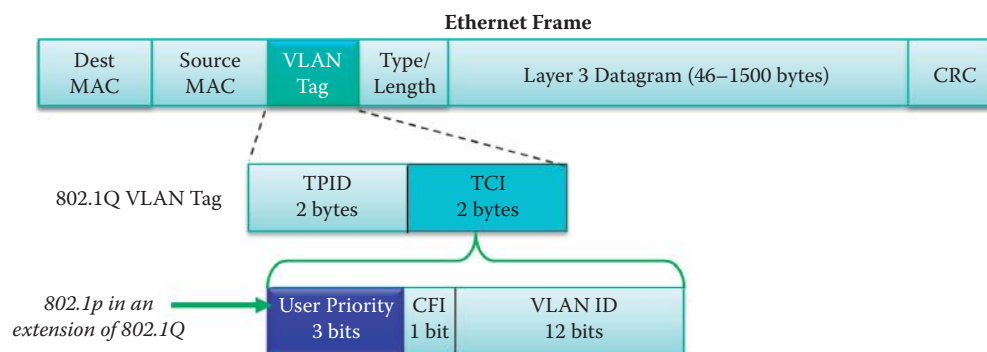 Ethernet Frame
Dest
MAC
Source
MAC
VLAN
Tag
Type/
Length
Layer 3 Datagram (46–1500 bytes)
CRC
802.1Q VLAN Tag
TPID
2 bytes
TCI
2 bytes
802.1p in an
extension of 802.1Q
User Priority
3 bits
CFI
1 bit
VLAN ID
12 bits